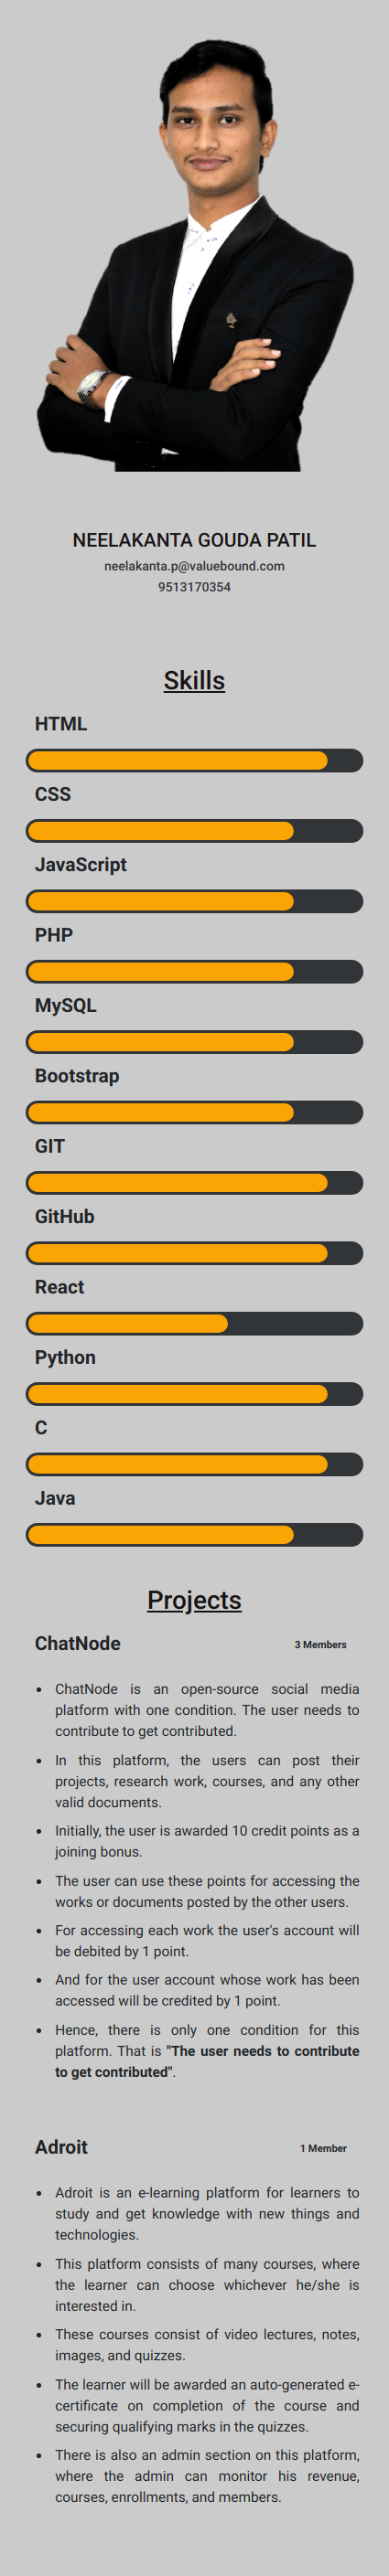 NEELAKANTA GOUDA PATIL
neelakanta.p@valuebound.com
9513170354
Skills
HTML
CSS
JavaScript
PHP
MySQL
Bootstrap
GIT
GitHub
React
Python
C
Java
Projects
ChatNode 3 Members
• ChatNode is an open-source social media
platform with one condition. The user needs to
contribute to get contributed.
• In this platform, the users can post their
projects, research work, courses, and any other
valid documents.
• Initially, the user is awarded 10 credit points as a
joining bonus.
• The user can use these points for accessing the
works or documents posted by the other users.
• For accessing each work the user's account will
be debited by 1 point.
• And for the user account whose work has been
accessed will be credited by 1 point.
• Hence, there is only one condition for this
platform. That is "The user needs to contribute
to get contributed".
Adroit 1 Member
• Adroit is an e-learning platform for learners to
study and get knowledge with new things and
technologies.
• This platform consists of many courses, where
the learner can choose whichever he/she is
interested in.
• These courses consist of video lectures, notes,
images, and quizzes.
• The learner will be awarded an auto-generated e-
certificate on completion of the course and
securing qualifying marks in the quizzes.
• There is also an admin section on this platform,
where the admin can monitor his revenue,
courses, enrollments, and members.